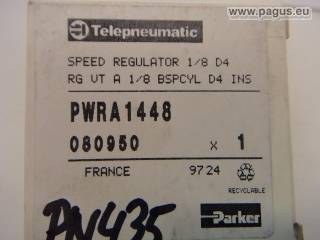 © www.pagus.eu
Telepneumatic
SPEED REGULATOR 1/8 D4
RG VT A 1/8 BSPCYL D4 INS
PWRA1448
080950 x 1
FRANCE 9724
RECYCLABLE
PN435
Parker